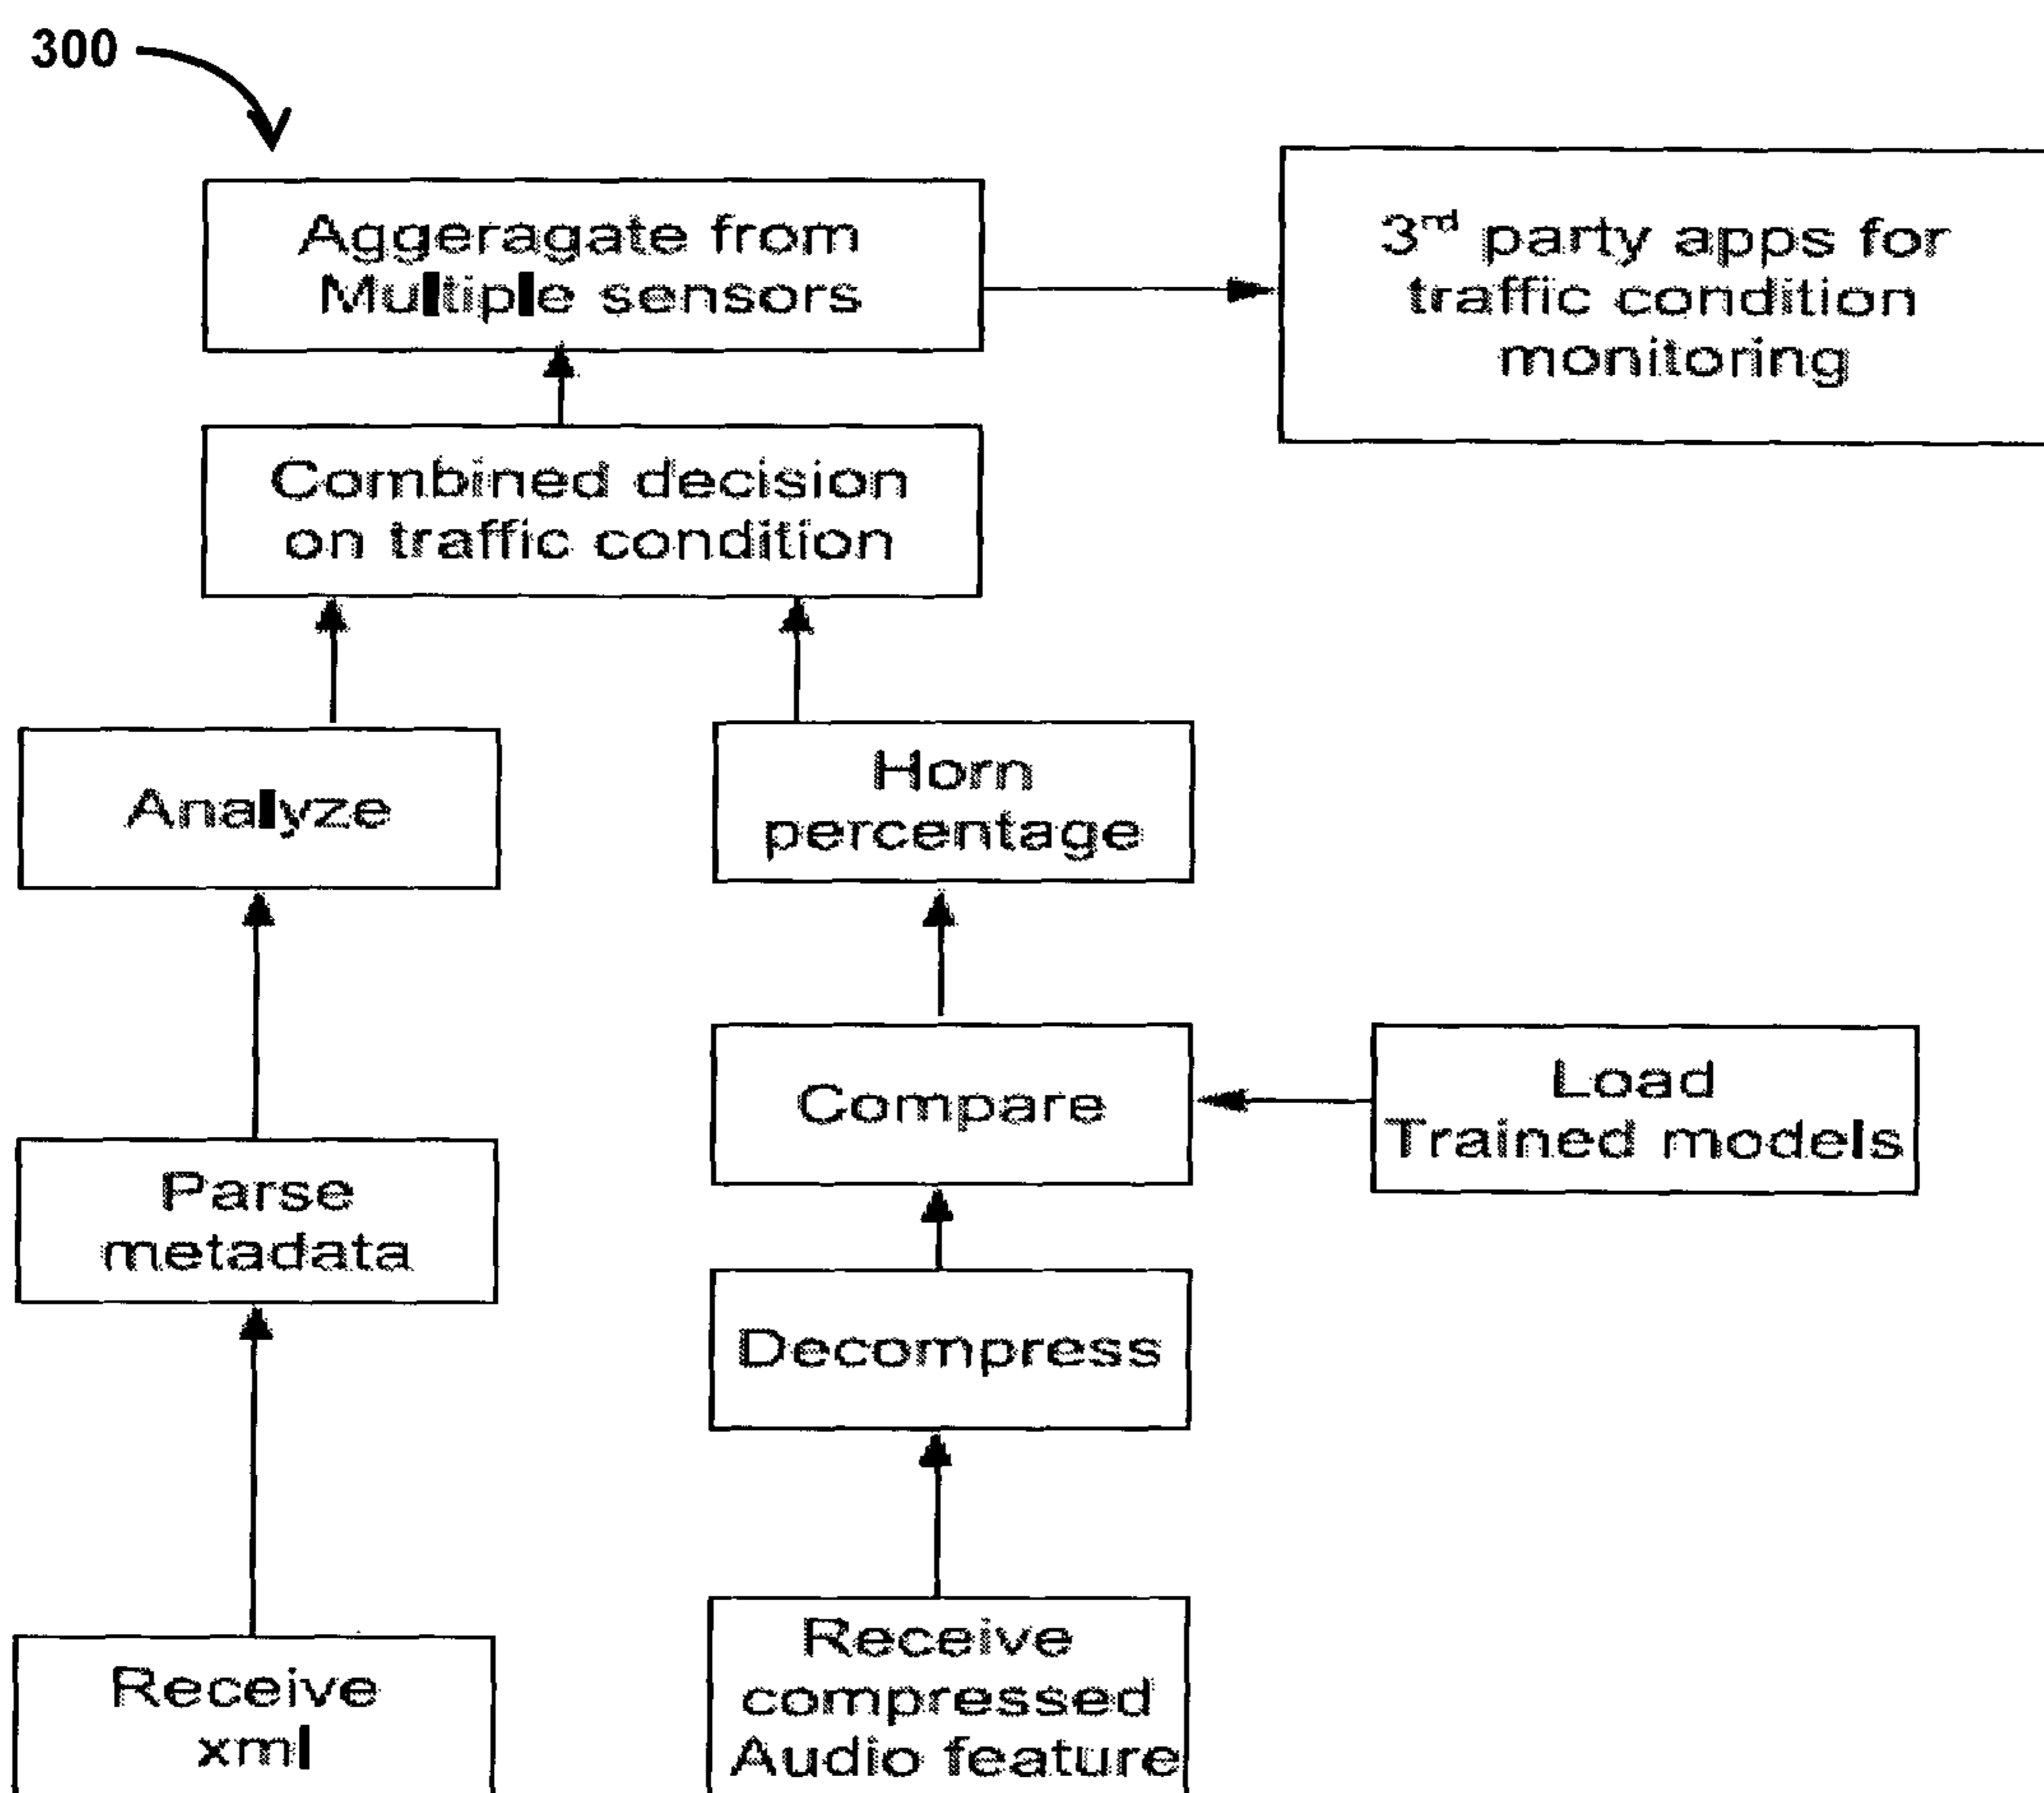 300
Aggeragate from
Multiple sensors
3rd party apps for
traffic condition
monitoring
Combined decision
on traffic condition
Analyze
Horn
percentage
Compare
Load
Trained models
Parse
metadata
Decompress
Receive
xml
Receive
compressed
Audio feature